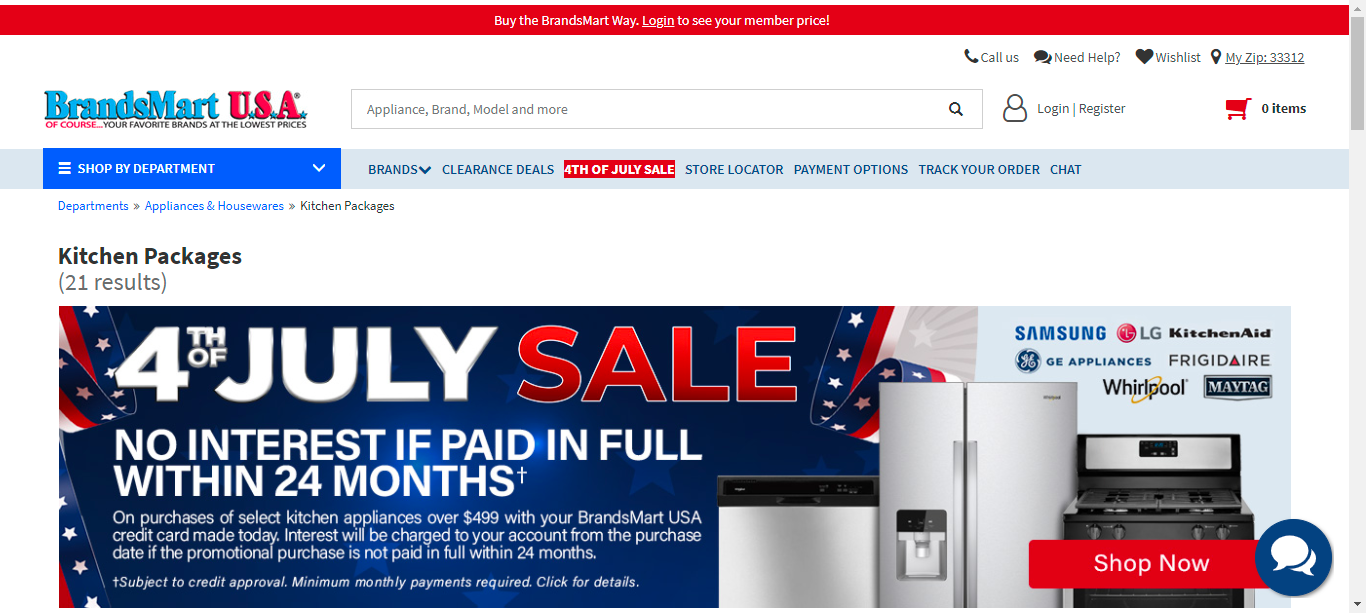 Buy the BrandsMart Way. Login to see your member price!
Call us Need Help? Wishlist My Zip: 33312
BrandsMart U.S.A.®
OF COURSE...YOUR FAVORITE BRANDS AT THE LOWEST PRICES
Appliance, Brand, Model and more
Login | Register
0 items
SHOP BY DEPARTMENT
BRANDS CLEARANCE DEALS 4TH OF JULY SALE STORE LOCATOR PAYMENT OPTIONS TRACK YOUR ORDER CHAT
Departments » Appliances & Housewares » Kitchen Packages
Kitchen Packages
(21 results)
4TH OF JULY SALE
NO INTEREST IF PAID IN FULL
WITHIN 24 MONTHS†
On purchases of select kitchen appliances over $499 with your BrandsMart USA
credit card made today. Interest will be charged to your account from the purchase
date if the promotional purchase is not paid in full within 24 months.
†Subject to credit approval. Minimum monthly payments required. Click for details.
SAMSUNG LG KitchenAid
GE APPLIANCES FRIGIDAIRE
Whirlpool MAYTAG
Shop Now